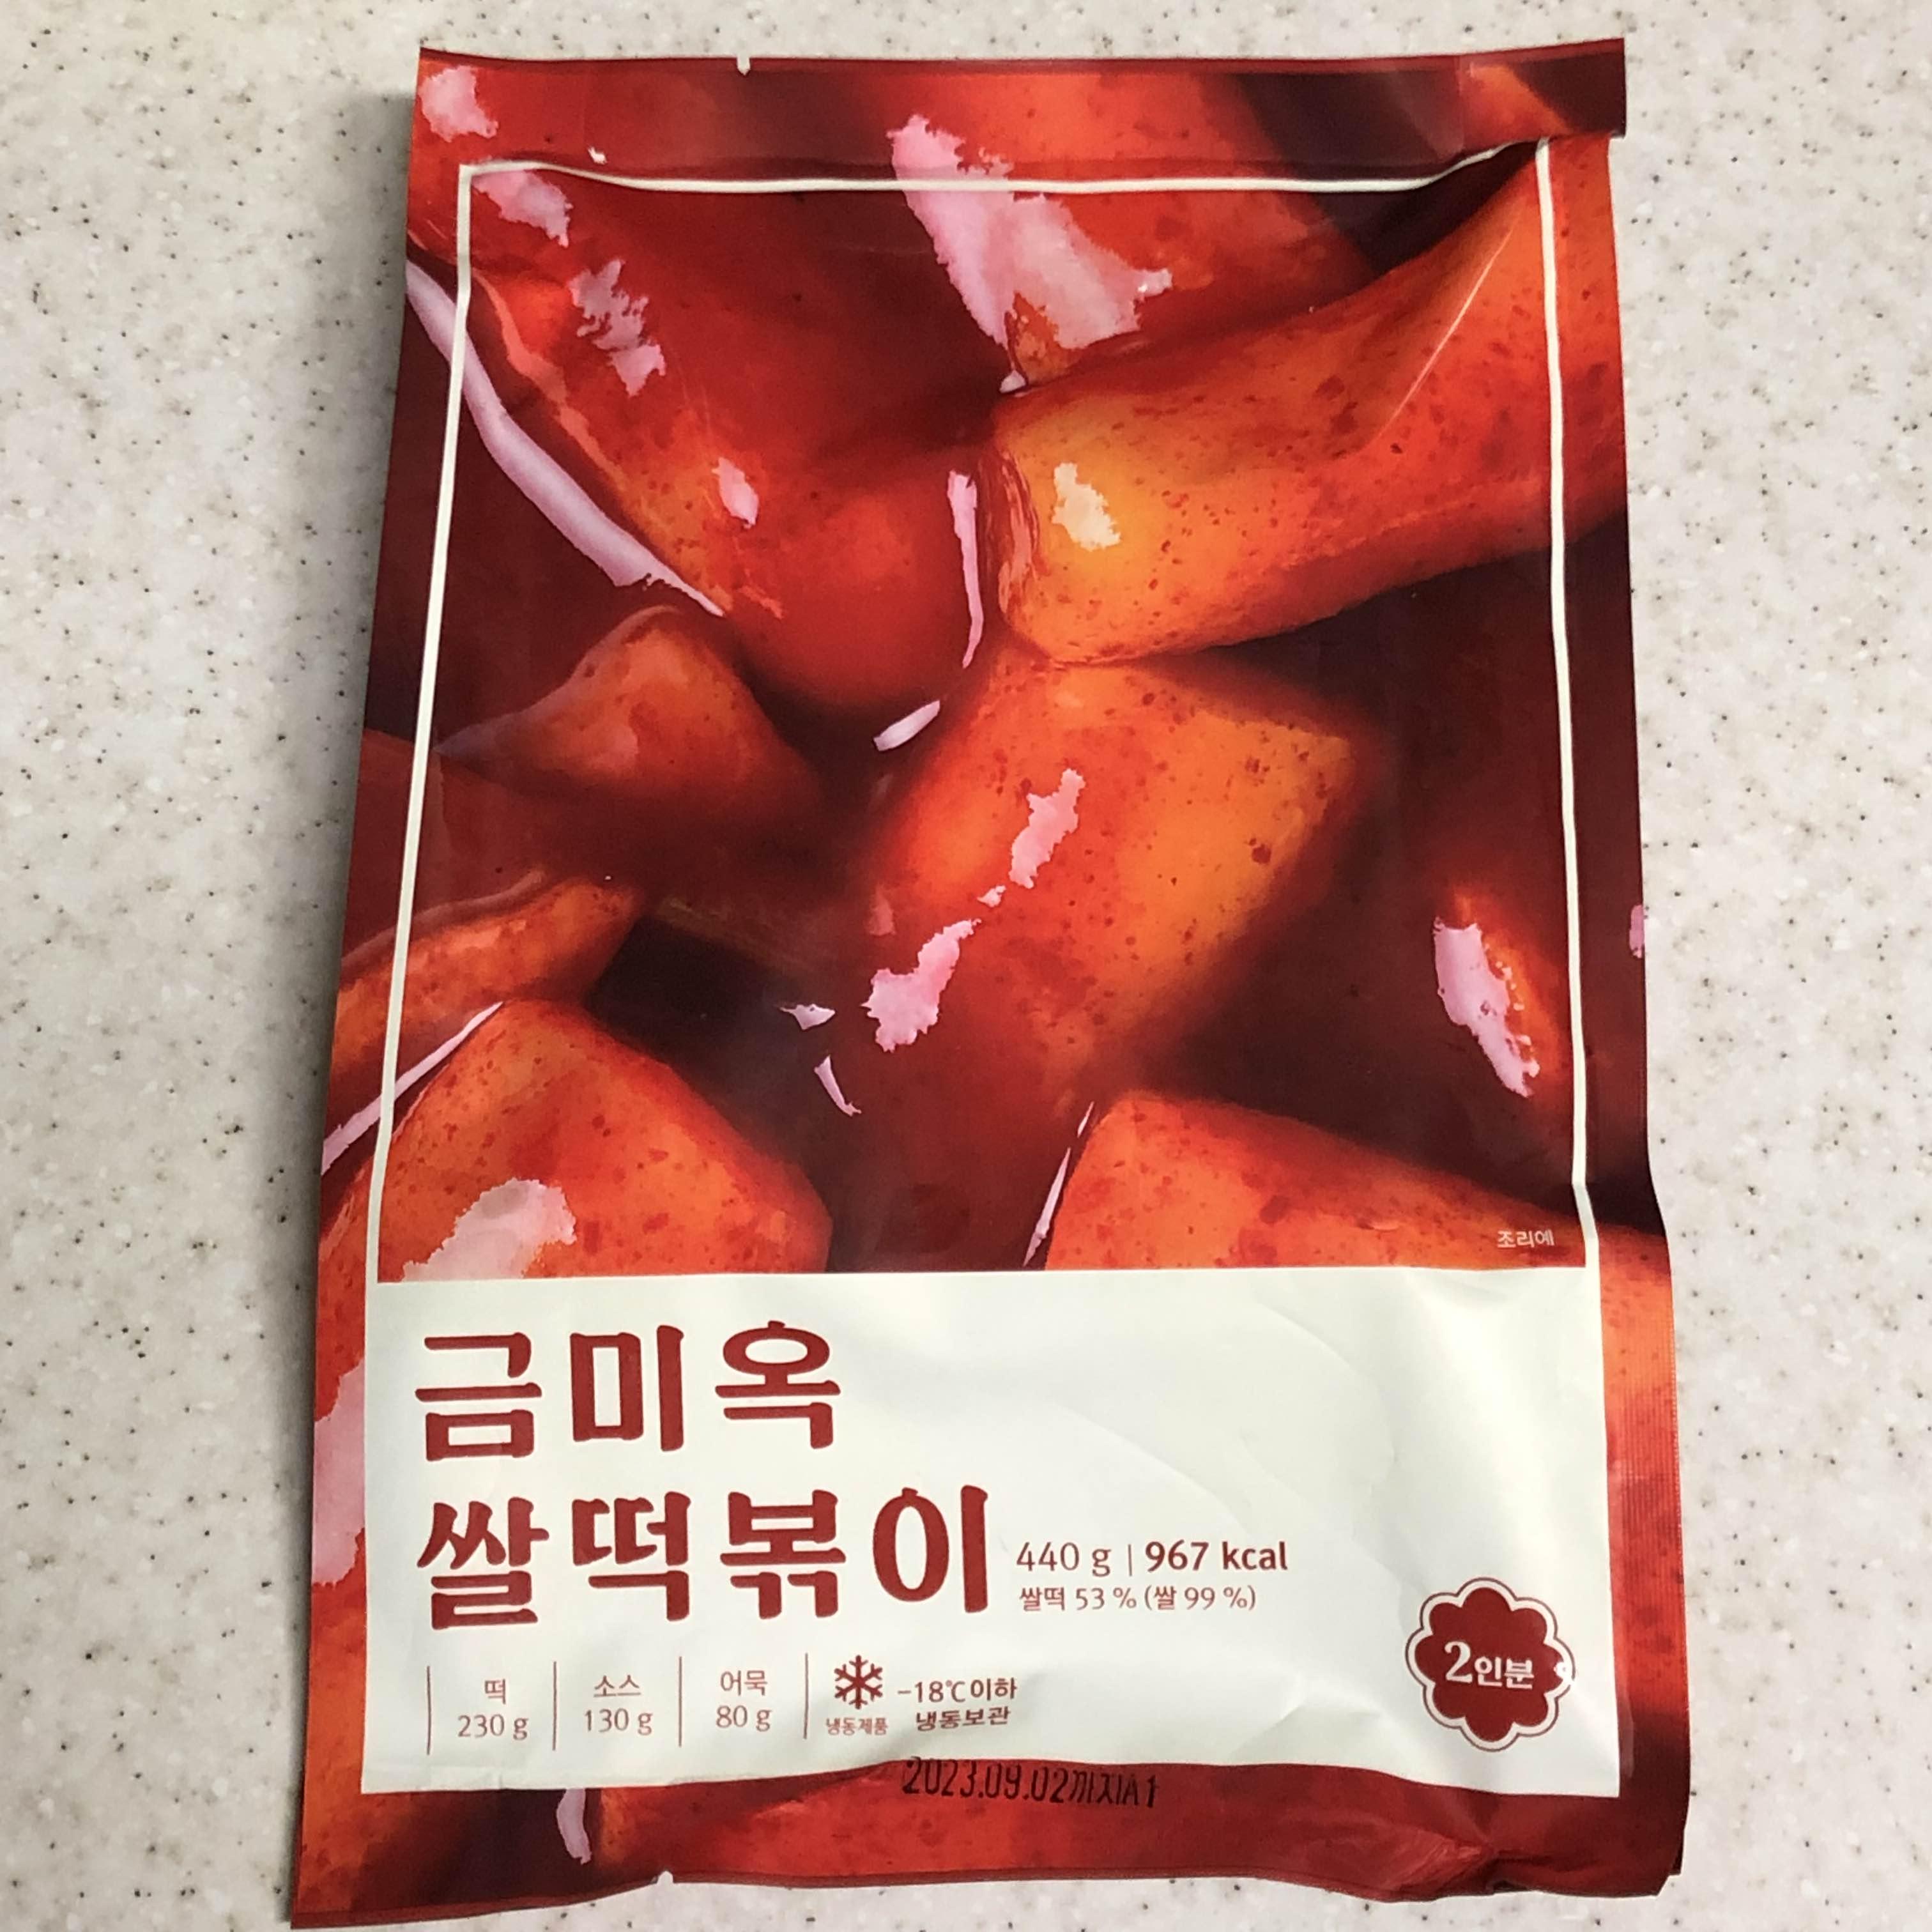 조리예
금미옥
쌀떡볶이
440 g | 967 kcal
쌀떡 53 % (쌀 99 %)
떡
230 g
소스
130 g
어묵
80 g
냉동제품
-18℃이하
냉동보관
2인분
2023.09.02까지A1